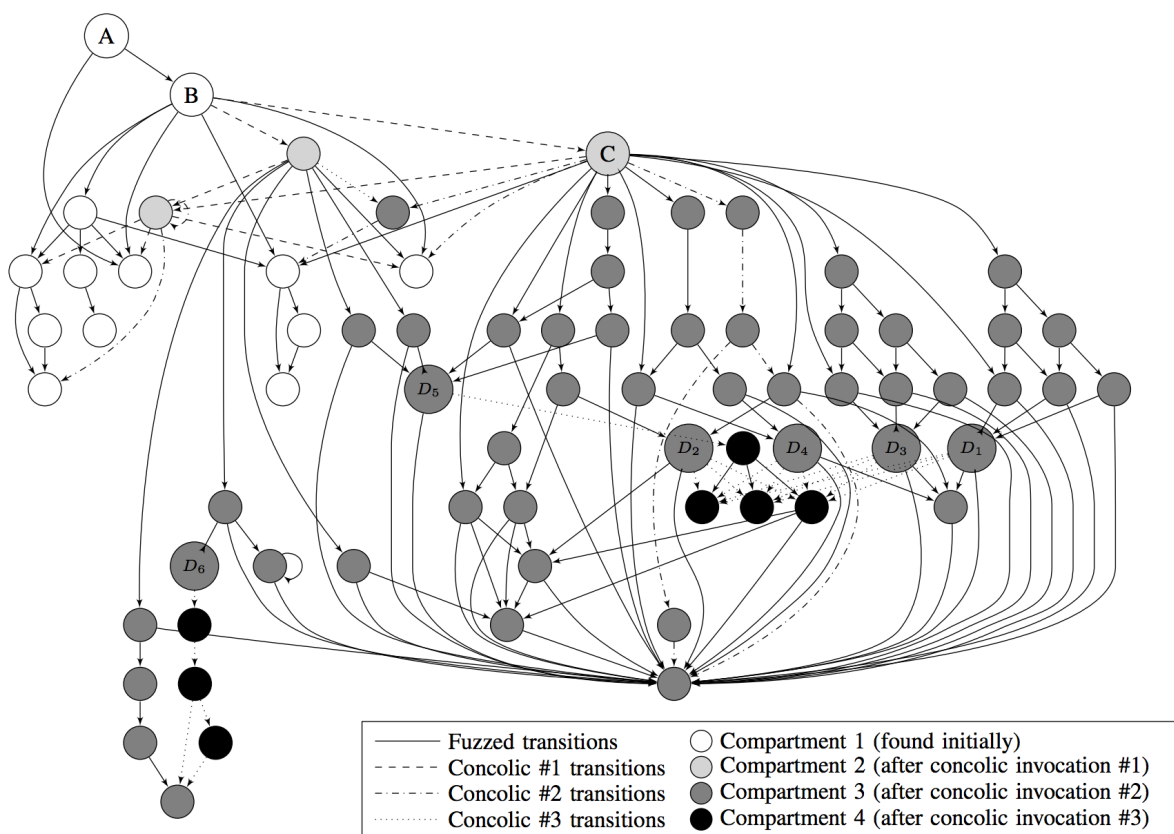 A
B
C
D5
D2
D4
D3
D1
D6
Fuzzed transitions
Compartment 1 (found initially)
Concolic #1 transitions
Compartment 2 (after concolic invocation #1)
Concolic #2 transitions
Compartment 3 (after concolic invocation #2)
Concolic #3 transitions
Compartment 4 (after concolic invocation #3)